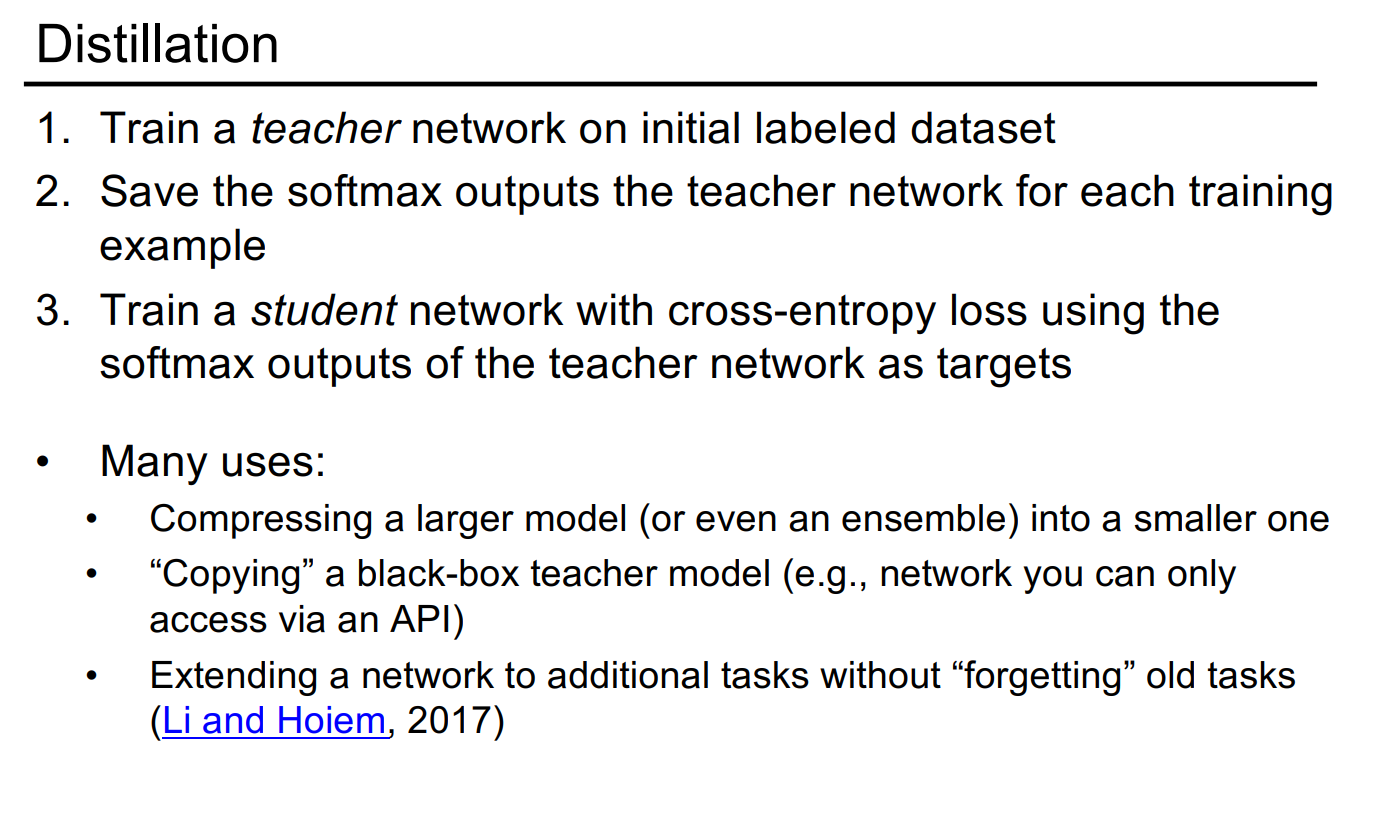 Distillation
1. Train a teacher network on initial labeled dataset
2. Save the softmax outputs the teacher network for each training
example
3. Train a student network with cross-entropy loss using the
softmax outputs of the teacher network as targets
• Many uses:
• Compressing a larger model (or even an ensemble) into a smaller one
• “Copying” a black-box teacher model (e.g., network you can only
access via an API)
• Extending a network to additional tasks without “forgetting” old tasks
(Li and Hoiem, 2017)